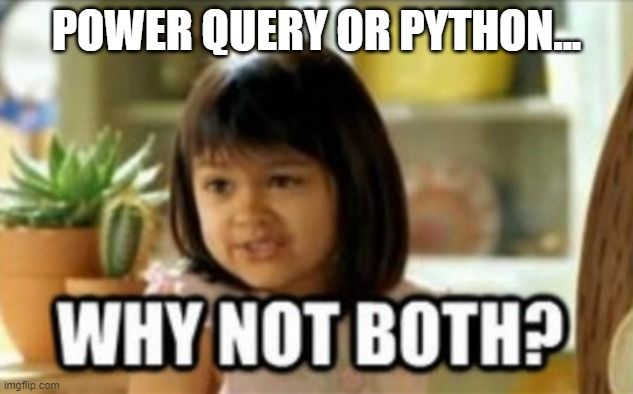 POWER QUERY OR PYTHON...
WHY NOT BOTH?
imgflip.com